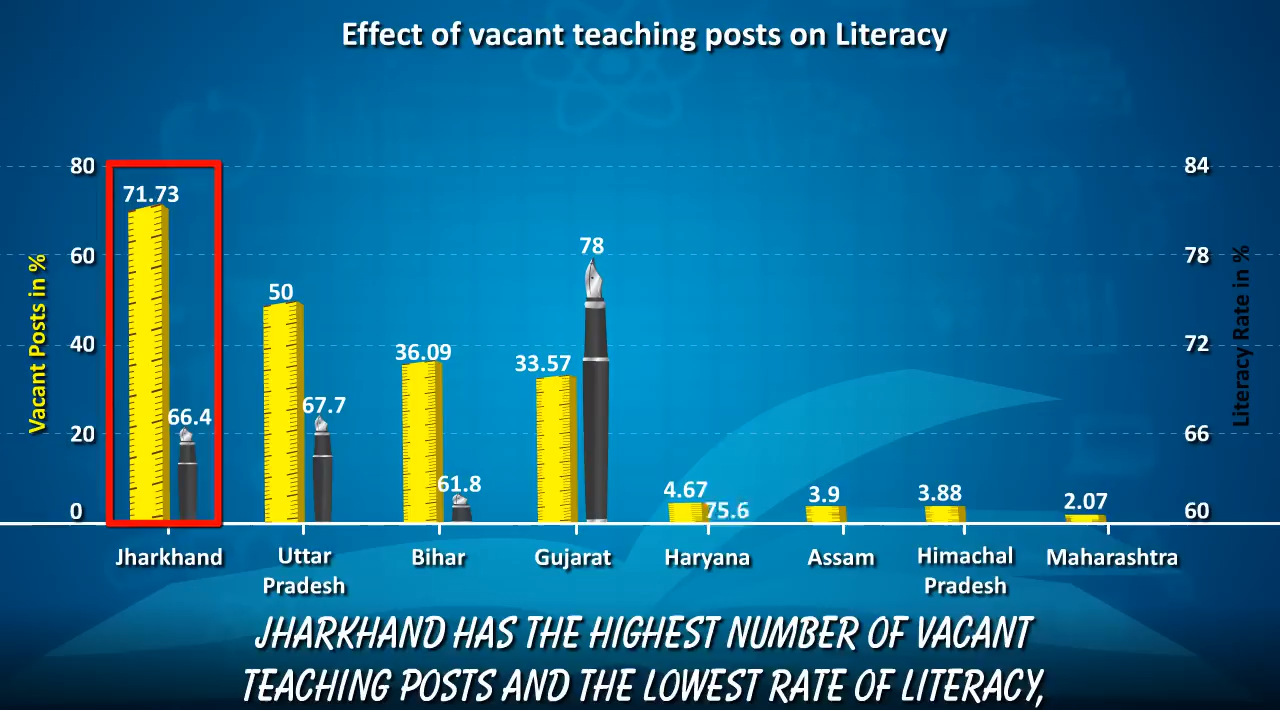 Effect of vacant teaching posts on Literacy
80
84
71.73
78
60
78
50
Vacant Posts in %
Literacy Rate in %
40
36.09
33.57
72
66.4
67.7
20
66
61.8
4.67
75.6
3.9
3.88
2.07
0
60
Jharkhand
Uttar
Pradesh
Bihar
Gujarat
Haryana
Assam
Himachal
Pradesh
Maharashtra
JHARKHAND HAS THE HIGHEST NUMBER OF VACANT
TEACHING POSTS AND THE LOWEST RATE OF LITERACY,